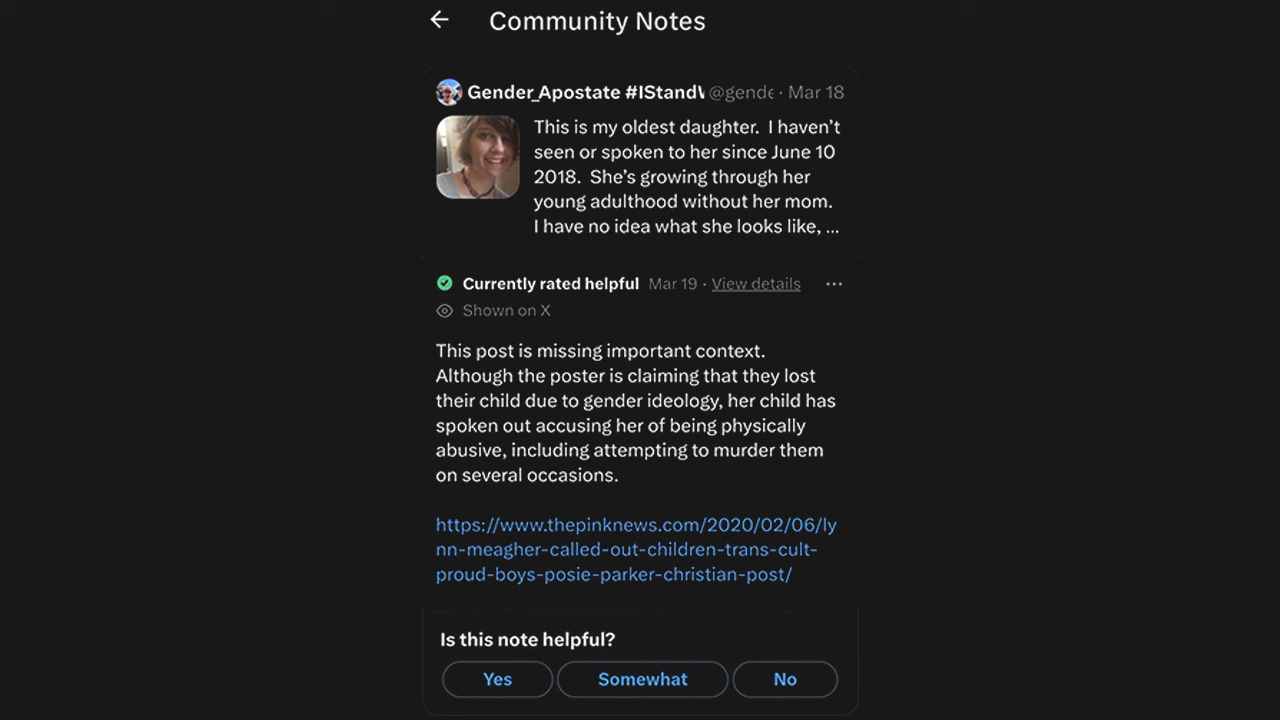 Community Notes
Gender_Apostate #IStandW @gende · Mar 18
This is my oldest daughter. I haven't
seen or spoken to her since June 10
2018. She's growing through her
young adulthood without her mom.
I have no idea what she looks like, ...
Currently rated helpful Mar 19 · View details
Shown on X
This post is missing important context.
Although the poster is claiming that they lost
their child due to gender ideology, her child has
spoken out accusing her of being physically
abusive, including attempting to murder them
on several occasions.
https://www.thepinknews.com/2020/02/06/ly
nn-meagher-called-out-children-trans-cult-
proud-boys-posie-parker-christian-post/
Is this note helpful?
Yes Somewhat No